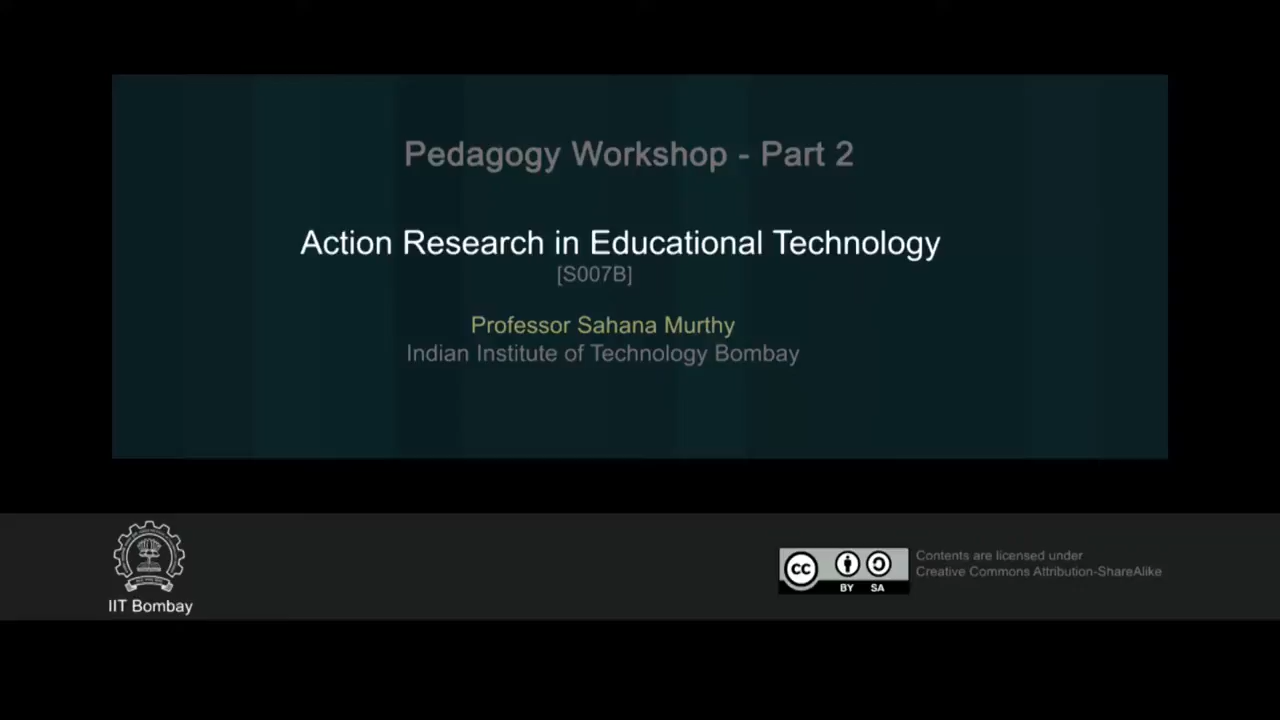 Pedagogy Workshop - Part 2
Action Research in Educational Technology
[S007B]
Professor Sahana Murthy
Indian Institute of Technology Bombay
IIT Bombay
cc
BY SA
Contents are licensed under
Creative Commons Attribution-ShareAlike